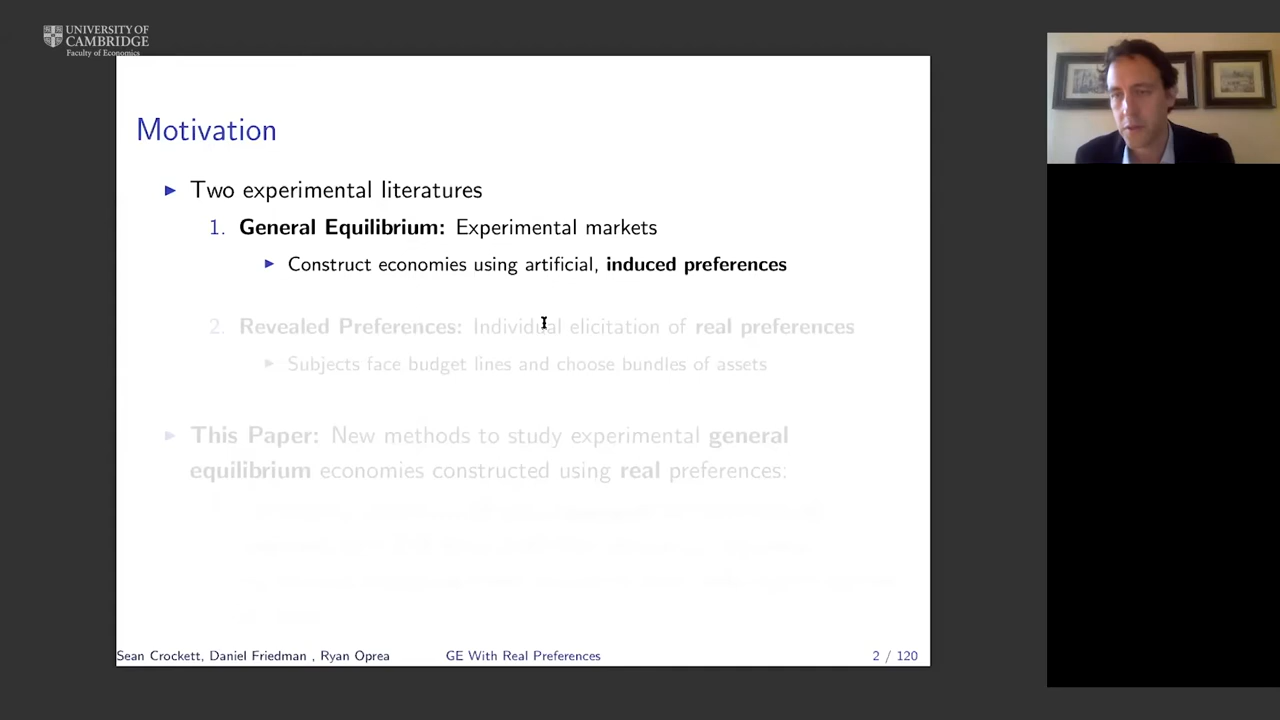 UNIVERSITY OF
CAMBRIDGE
Faculty of Economics
Motivation
Two experimental literatures
1. General Equilibrium: Experimental markets
Construct economies using artificial, induced preferences
2. Revealed Preferences: Individual elicitation of real preferences
Subjects face budget lines and choose bundles of assets
This Paper: New methods to study experimental general
equilibrium economies constructed using real preferences:
Sean Crockett, Daniel Friedman , Ryan Oprea
GE With Real Preferences
2 / 120